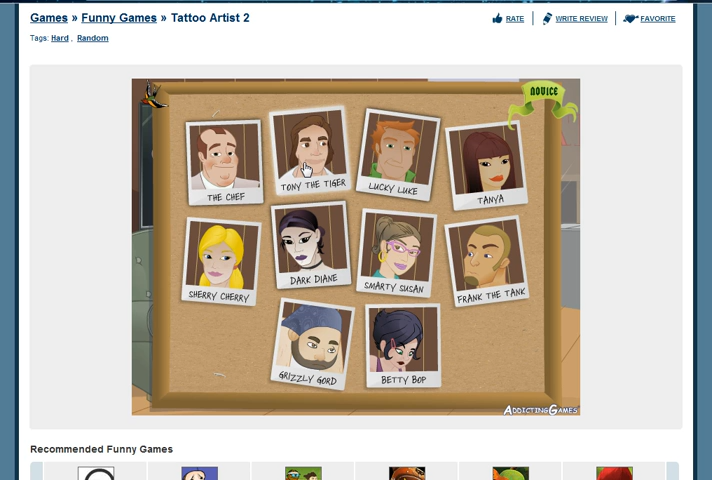 Games » Funny Games » Tattoo Artist 2
RATE
WRITE REVIEW
FAVORITE
Tags: Hard , Random
NOVICE
THE CHEF
TONY THE TIGER
LUCKY LUKE
TANYA
SHERRY CHERRY
DARK DIANE
SMARTY SUSAN
FRANK THE TANK
GRIZZLY GORD
BETTY BOP
ADDICTINGGAMES
Recommended Funny Games